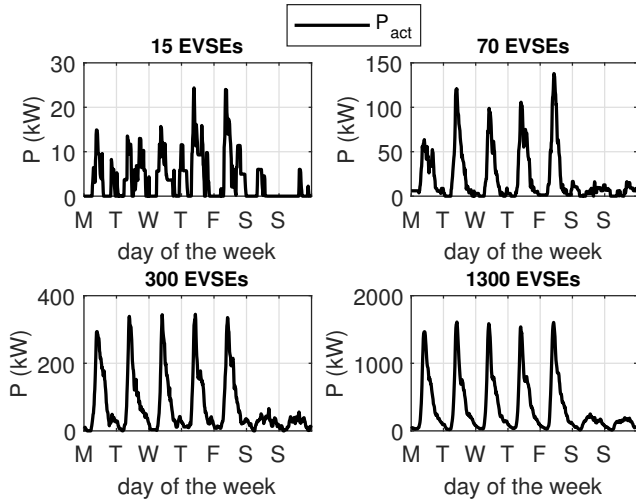 P_act
15 EVSEs
70 EVSEs
P (kW)
30
20
10
0
M T W T F S S
day of the week
P (kW)
150
100
50
0
M T W T F S S
day of the week
300 EVSEs
1300 EVSEs
P (kW)
400
200
0
M T W T F S S
day of the week
P (kW)
2000
1000
0
M T W T F S S
day of the week